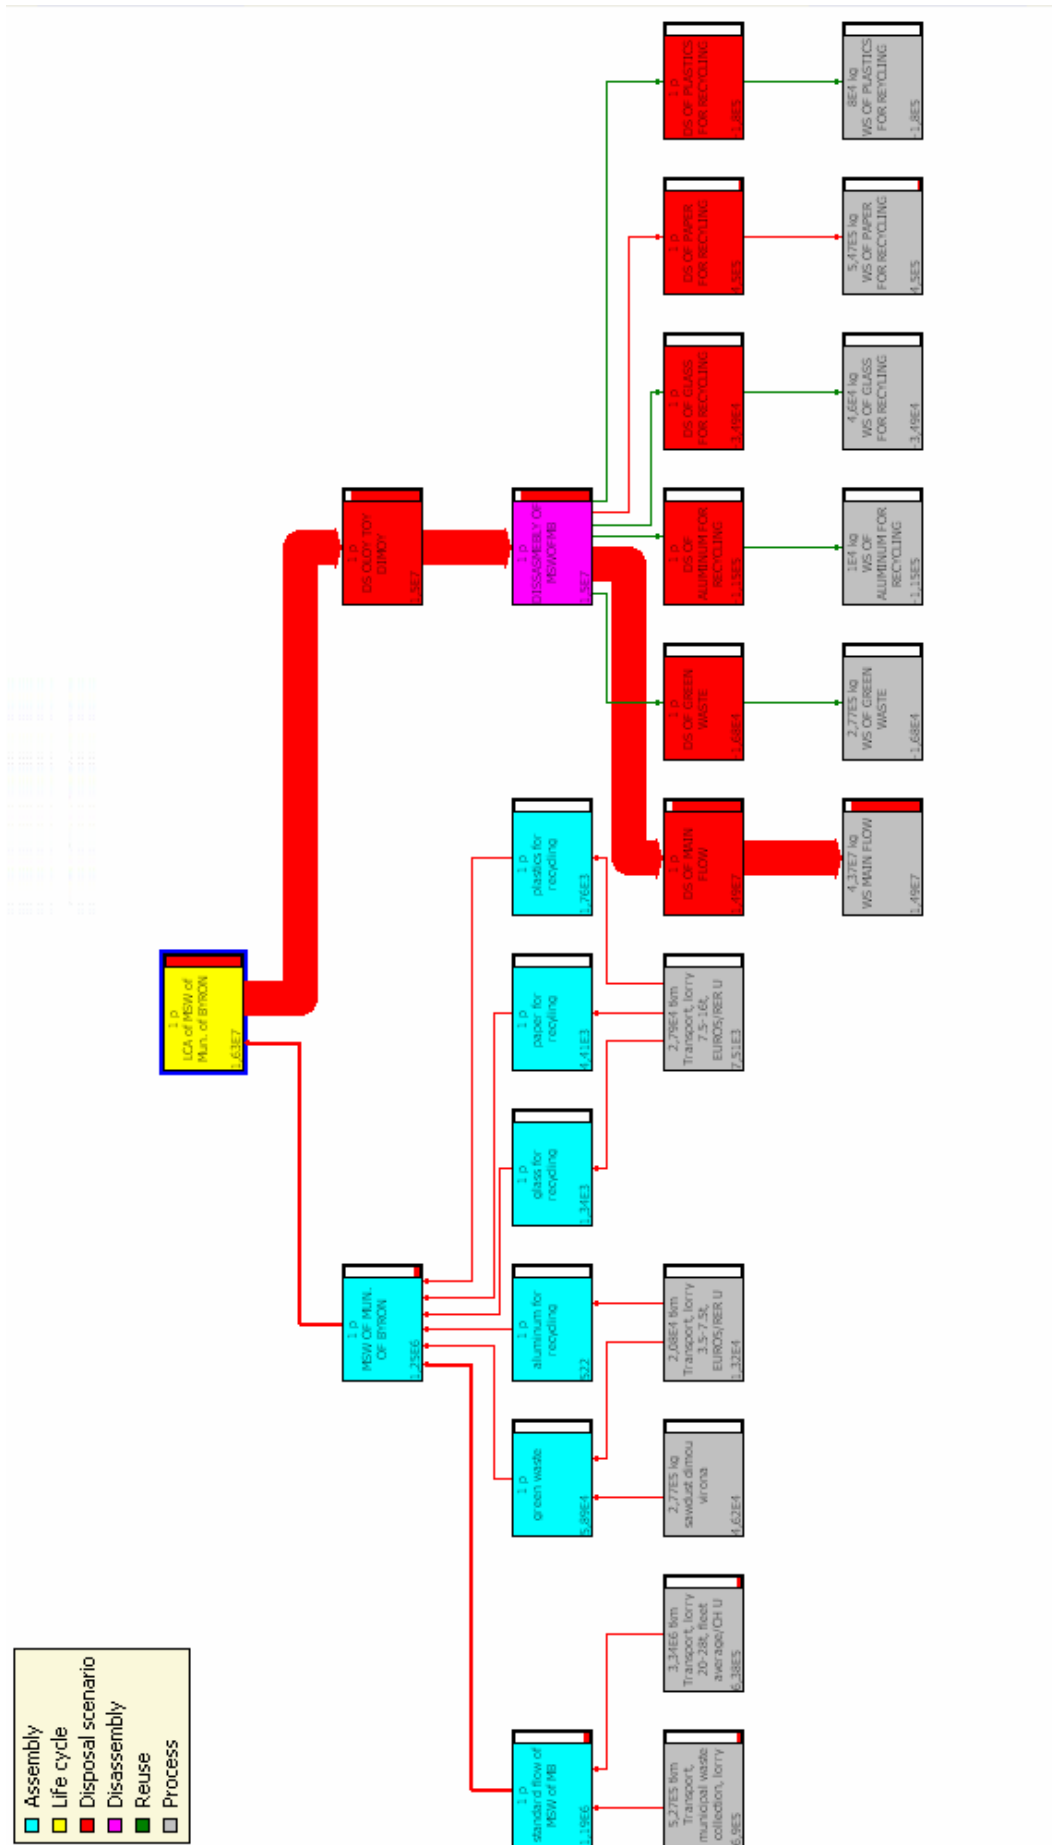 1 p
LCA of MSW of
Mun. of BYRON
1,63E7
1 p
MSW OF MUN.
OF BYRON
1,25E6
1 p
DS OLOY TOY
DIMOY
1,5E7
1 p
standard flow of
MSW of MB
1,19E6
1 p
green waste
5,89E4
1 p
aluminum for
recycling
522
1 p
glass for
recycling
1,34E3
1 p
paper for
recyling
4,41E3
1 p
plastics for
recycling
1,76E3
1 p
DISSASMEBLY OF
MSWOFMB
1,5E7
5,27E5 tkm
Transport,
municipal waste
collection, lorry
6,9E5
3,34E6 tkm
Transport, lorry
20-28t, fleet
average/CH U
6,38E5
2,77E5 kg
sawdust dimou
virona
4,62E4
2,08E4 tkm
Transport, lorry
3.5-7.5t,
EURO5/RER U
1,32E4
2,79E4 tkm
Transport, lorry
7.5-16t,
EURO5/RER U
7,51E3
1 p
DS OF MAIN
FLOW
1,49E7
1 p
DS OF GREEN
WASTE
-1,68E4
1 p
DS OF
ALUMINUM FOR
RECYCLING
-1,15E5
1 p
DS OF GLASS
FOR RECYCLING
-3,49E4
1 p
DS OF PAPER
FOR RECYCLING
4,5E5
1 p
DS OF PLASTICS
FOR RECYCLING
-1,8E5
4,37E7 kg
WS MAIN FLOW
1,49E7
2,77E5 kg
WS OF GREEN
WASTE
-1,68E4
1E4 kg
WS OF
ALUMINUM FOR
RECYCLING
-1,15E5
4,6E4 kg
WS OF GLASS
FOR RECYLING
-3,49E4
5,47E5 kg
WS OF PAPER
FOR RECYCLING
4,5E5
8E4 kg
WS OF PLASTICS
FOR REYCLING
-1,8E5
Assembly
Life cycle
Disposal scenario
Disassembly
Reuse
Process